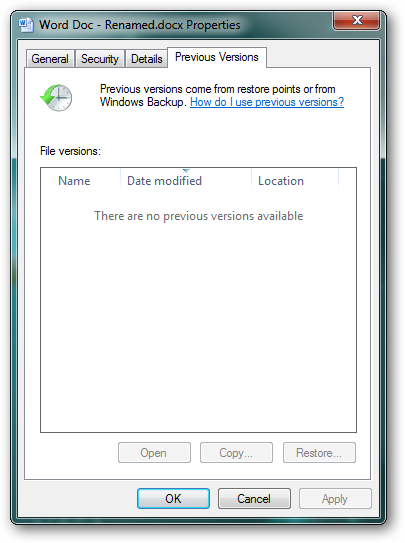 Word Doc - Renamed.docx Properties
General Security Details Previous Versions
Previous versions come from restore points or from
Windows Backup. How do I use previous versions?
File versions:
Name Date modified Location
There are no previous versions available
Open Copy... Restore...
OK Cancel Apply